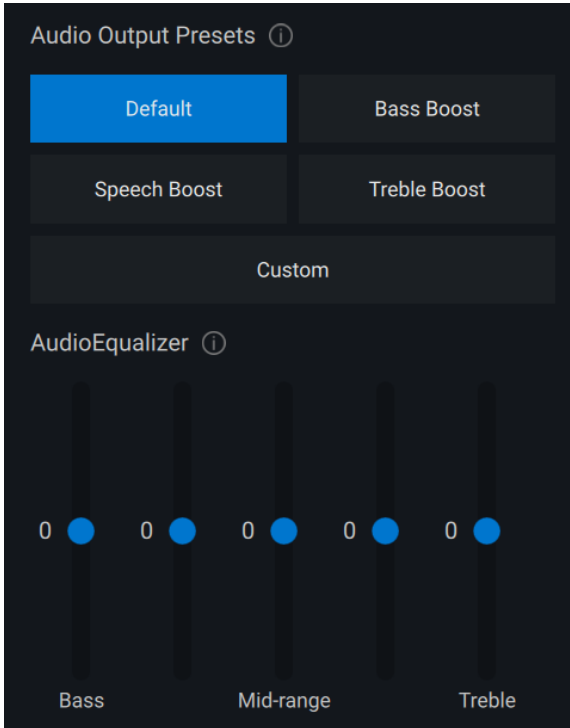 Audio Output Presets
Default
Bass Boost
Speech Boost
Treble Boost
Custom
AudioEqualizer
0 0 0 0 0
Bass Mid-range Treble